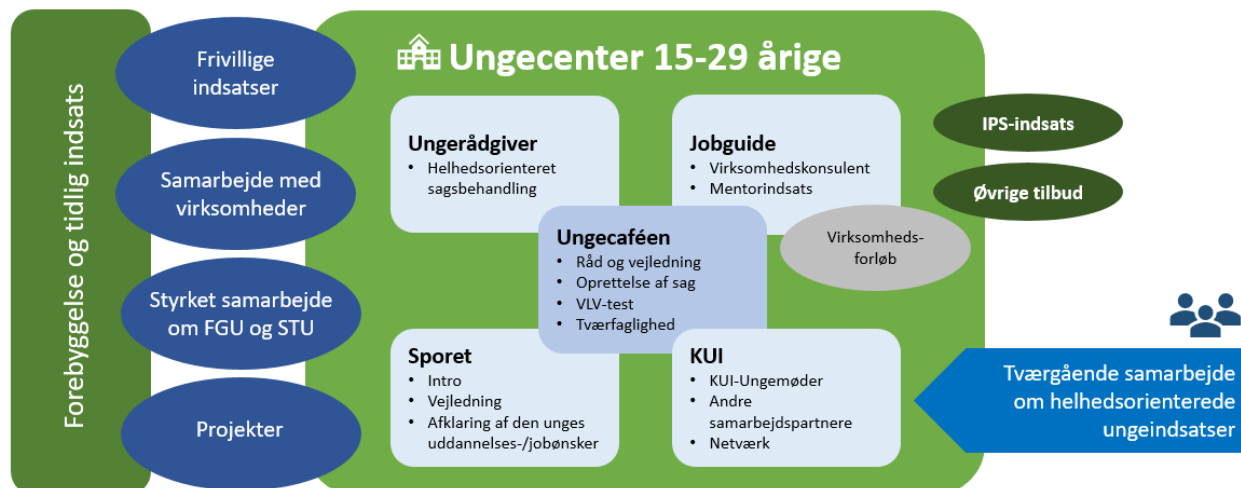 Forebyggelse og tidlig indsats
Frivillige
indsatser
Samarbejde med
virksomheder
Styrket samarbejde
om FGU og STU
Projekter
Ungecenter 15-29 årige
Ungerådgiver
• Helhedsorienteret
sagsbehandling
Jobguide
• Virksomhedskonsulent
• Mentorindsats
Ungecaféen
• Råd og vejledning
• Oprettelse af sag
• VLV-test
• Tværfaglighed
Virksomheds-
forløb
Sporet
• Intro
• Vejledning
• Afklaring af den unges
uddannelses-/jobønsker
KUI
• KUI-Ungemøder
• Andre
samarbejdspartnere
• Netværk
IPS-indsats
Øvrige tilbud
Tværgående samarbejde
om helhedsorienterede
ungeindsatser